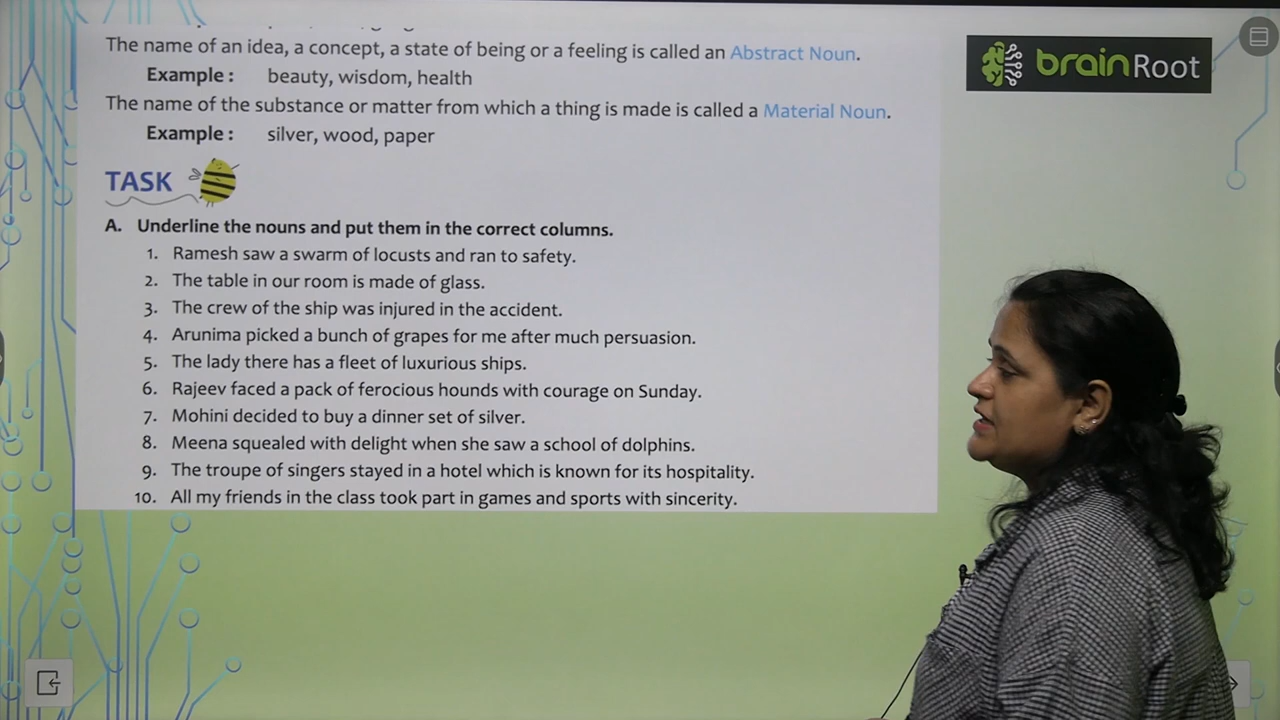 The name of an idea, a concept, a state of being or a feeling is called an Abstract Noun.
Example : beauty, wisdom, health
The name of the substance or matter from which a thing is made is called a Material Noun.
Example : silver, wood, paper
TASK
A. Underline the nouns and put them in the correct columns.
1. Ramesh saw a swarm of locusts and ran to safety.
2. The table in our room is made of glass.
3. The crew of the ship was injured in the accident.
4. Arunima picked a bunch of grapes for me after much persuasion.
5. The lady there has a fleet of luxurious ships.
6. Rajeev faced a pack of ferocious hounds with courage on Sunday.
7. Mohini decided to buy a dinner set of silver.
8. Meena squealed with delight when she saw a school of dolphins.
9. The troupe of singers stayed in a hotel which is known for its hospitality.
10. All my friends in the class took part in games and sports with sincerity.
brainRoot